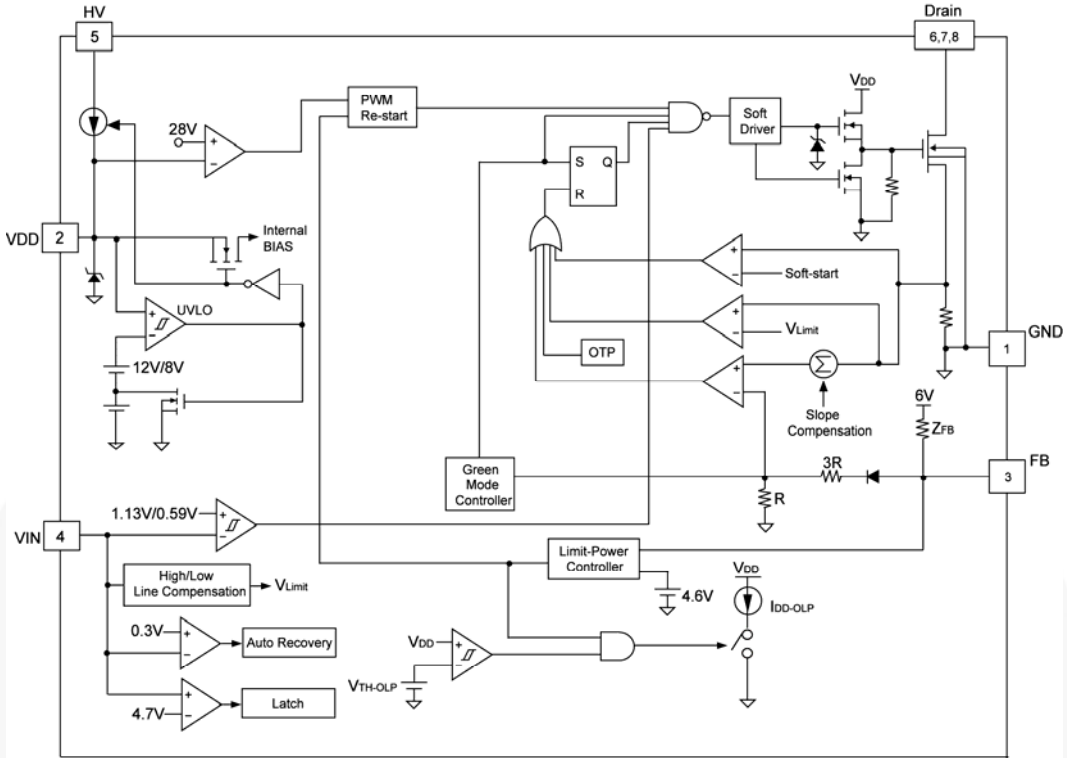 HV
5
Drain
6,7,8
PWM
Re-start
VDD
Soft
Driver
28V
+
−
S Q
R
VDD
2
Internal
BIAS
UVLO
+
−
12V/8V
+
−
Soft-start
+
−
VLimit
OTP
+
−
Σ
Slope
Compensation
GND
1
6V
ZFB
FB
3
Green
Mode
Controller
3R
R
VIN
4
1.13V/0.59V
+
−
High/Low
Line Compensation
VLimit
Limit-Power
Controller
4.6V
VDD
IDD-OLP
0.3V
+
−
Auto Recovery
VDD
+
−
VTH-OLP
4.7V
+
−
Latch